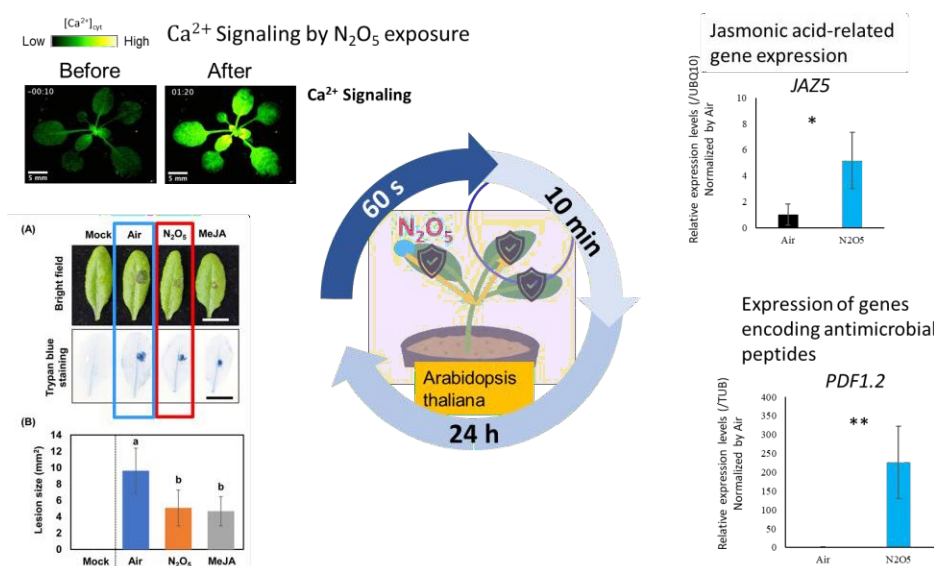 [Ca²⁺]cyt
Low High
Ca²⁺ Signaling by N₂O₅ exposure
Before After
-00:10
01:20
5 mm
5 mm
Ca²⁺ Signaling
(A)
Mock Air N₂O₅ MeJA
Bright field
Trypan blue
staining
(B)
Lesion size (mm²)
14
12
10
8
6
4
2
0
a
b
b
Mock Air N₂O₅ MeJA
60 s
10 min
24 h
N₂O₅
Arabidopsis
thaliana
Jasmonic acid-related
gene expression
JAZ5
Relative expression levels (/UBQ10)
Normalized by Air
10
8
6
4
2
0
*
Air N2O5
Expression of genes
encoding antimicrobial
peptides
PDF1.2
Relative expression levels (/TUB)
Normalized by Air
400
350
300
250
200
150
100
50
0
**
Air N2O5